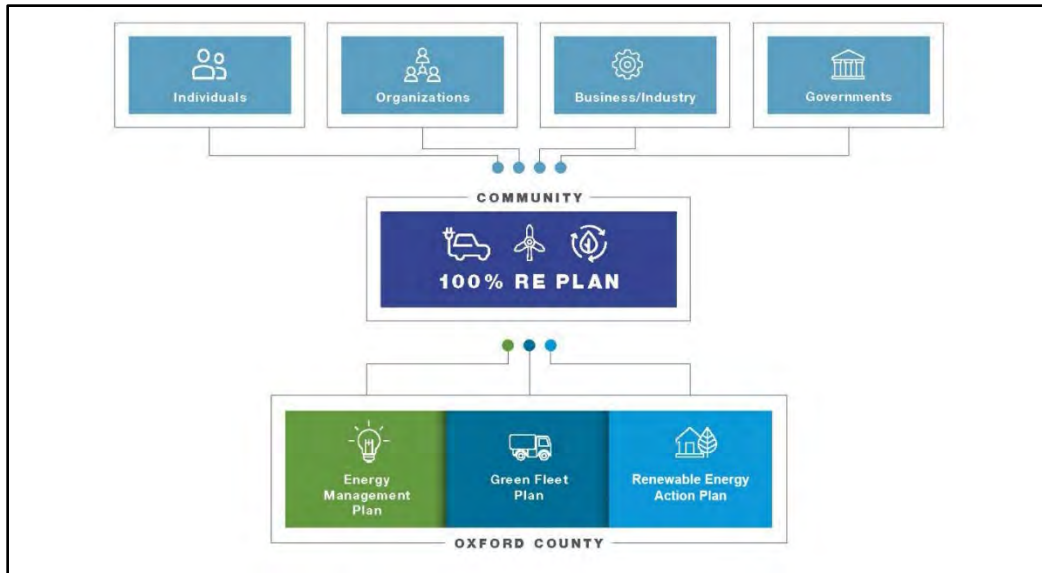 Individuals
Organizations
Business/Industry
Governments
COMMUNITY
100% RE PLAN
Energy
Management
Plan
Green Fleet
Plan
Renewable Energy
Action Plan
OXFORD COUNTY